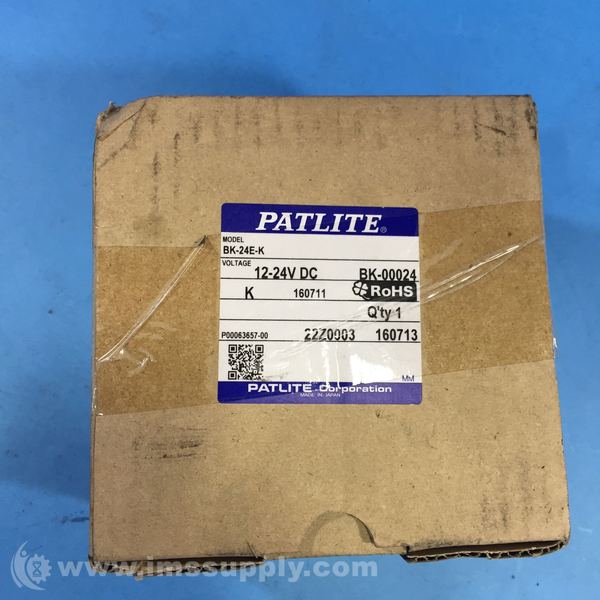 PATLITE®
MODEL
BK-24E-K
VOLTAGE
12-24V DC BK-00024
K 160711 RoHS
Q'ty 1
P00063657-00 22Z0003 160713
MM
PATLITE Corporation
MADE IN JAPAN
www.imssupply.com